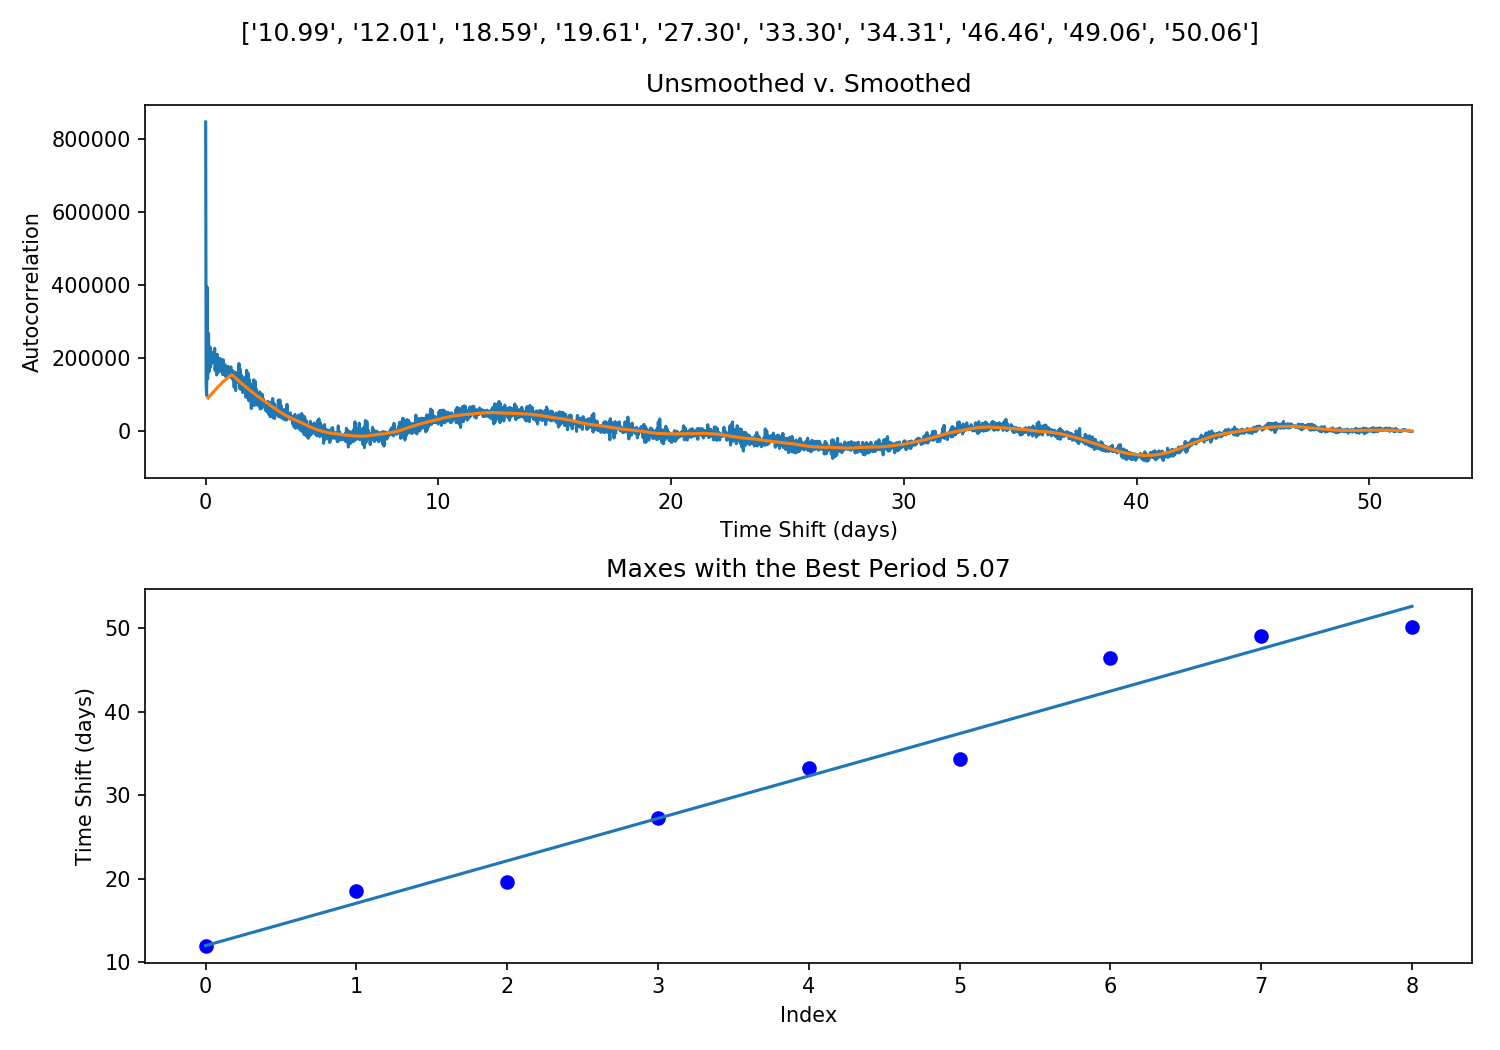 ['10.99', '12.01', '18.59', '19.61', '27.30', '33.30', '34.31', '46.46', '49.06', '50.06']
Unsmoothed v. Smoothed
Autocorrelation
800000
600000
400000
200000
0
0 10 20 30 40 50
Time Shift (days)
Maxes with the Best Period 5.07
Time Shift (days)
50
40
30
20
10
0 1 2 3 4 5 6 7 8
Index